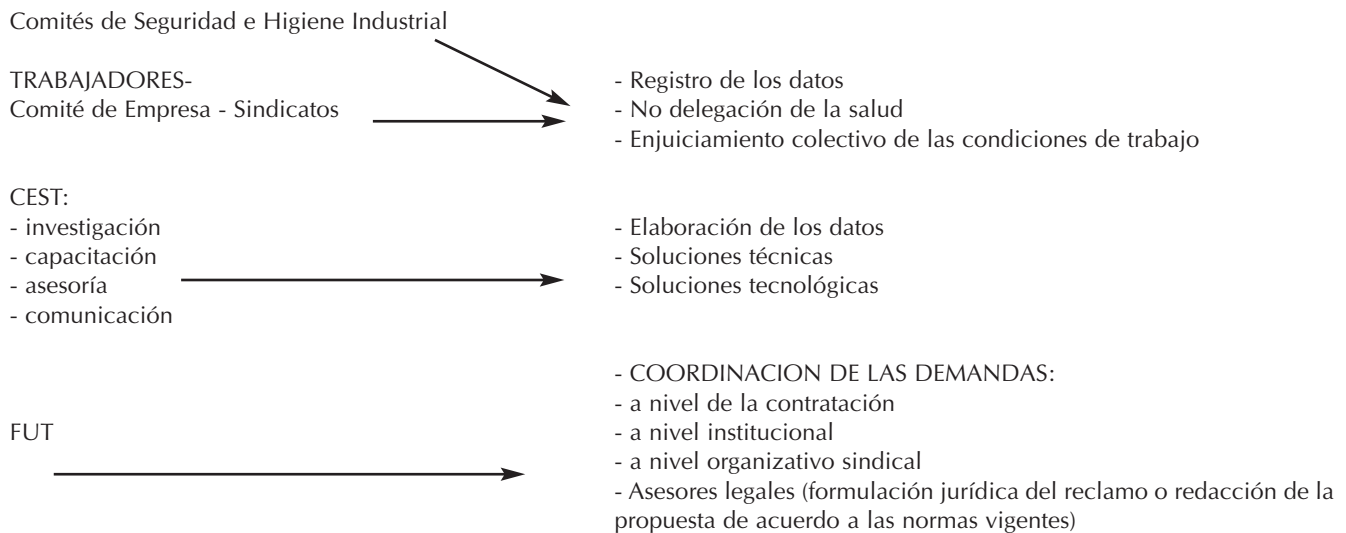 Comités de Seguridad e Higiene Industrial
TRABAJADORES-
Comité de Empresa - Sindicatos
- Registro de los datos
- No delegación de la salud
- Enjuiciamiento colectivo de las condiciones de trabajo
CEST:
- investigación
- capacitación
- asesoría
- comunicación
- Elaboración de los datos
- Soluciones técnicas
- Soluciones tecnológicas
FUT
- COORDINACION DE LAS DEMANDAS:
- a nivel de la contratación
- a nivel institucional
- a nivel organizativo sindical
- Asesores legales (formulación jurídica del reclamo o redacción de la
propuesta de acuerdo a las normas vigentes)